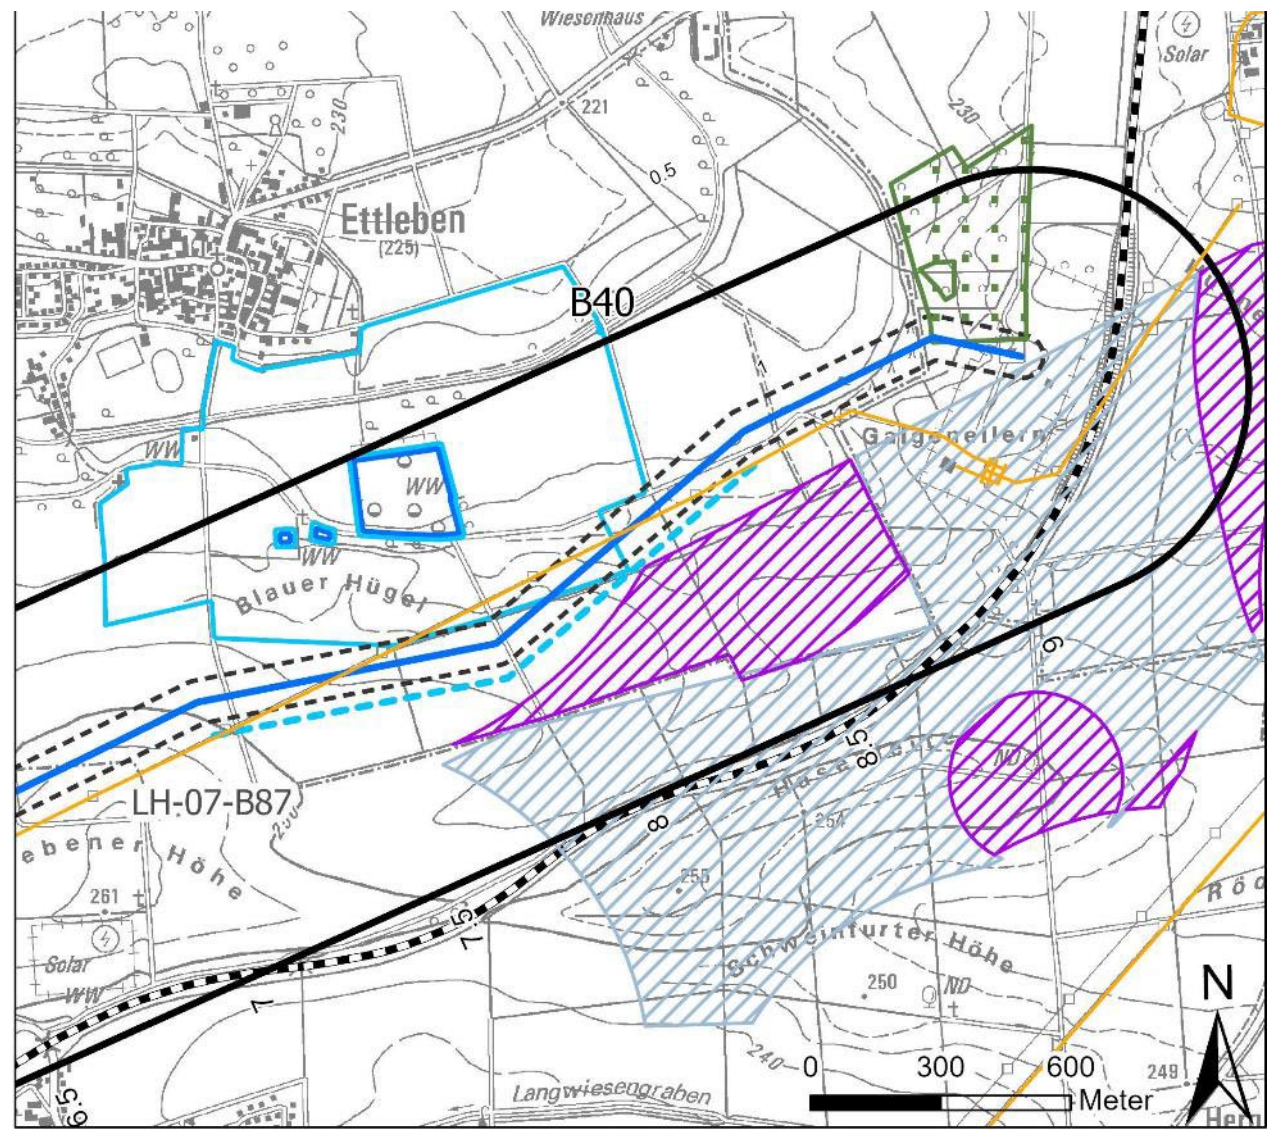 Wiesenhaus
Solar
221
230
230
0.5
Ettleben
(225)
B40
1
WW
WW
WW
Blauer Hügel
LH-07-B87
ebener Höhe
261
Solar
WW
ND
254
255
8.5
8
7.5
7
6.5
9
Schweinfurter Höhe
250
ND
240
249
Langwiesengraben
N
0 300 600
Meter